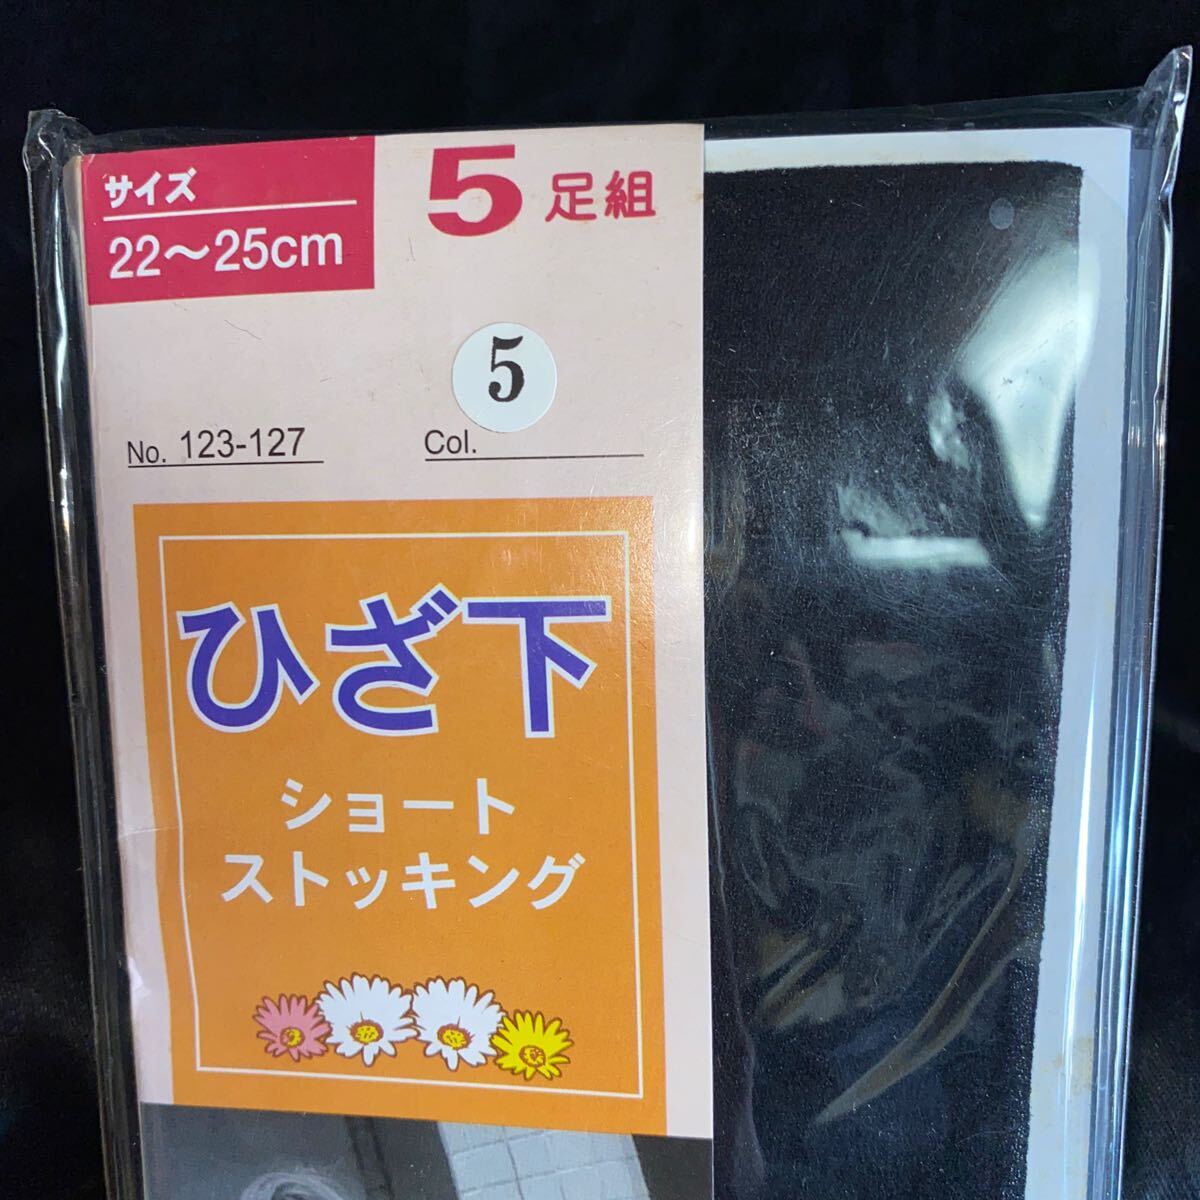 サイズ
22～25cm
5足組
5
No. 123-127
Col.
ひざ下
ショート
ストッキング